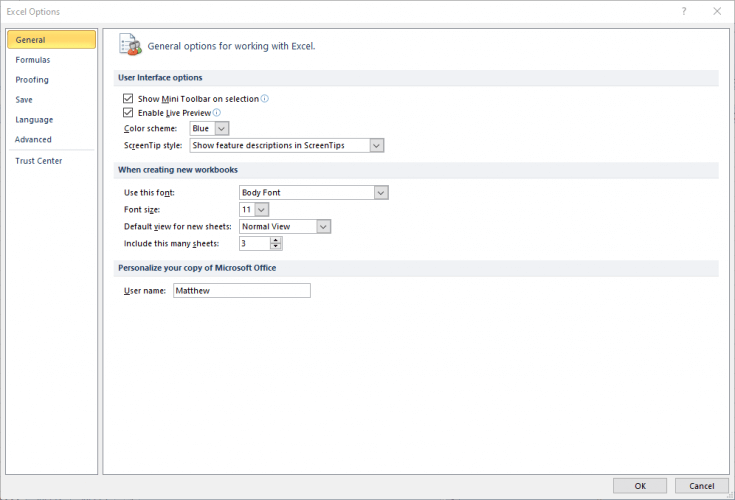 Excel Options ?
General
Formulas
Proofing
Save
Language
Advanced
Trust Center
General options for working with Excel.
User Interface options
Show Mini Toolbar on selection
Enable Live Preview
Color scheme: Blue
ScreenTip style: Show feature descriptions in ScreenTips
When creating new workbooks
Use this font: Body Font
Font size: 11
Default view for new sheets: Normal View
Include this many sheets: 3
Personalize your copy of Microsoft Office
User name: Matthew
OK Cancel